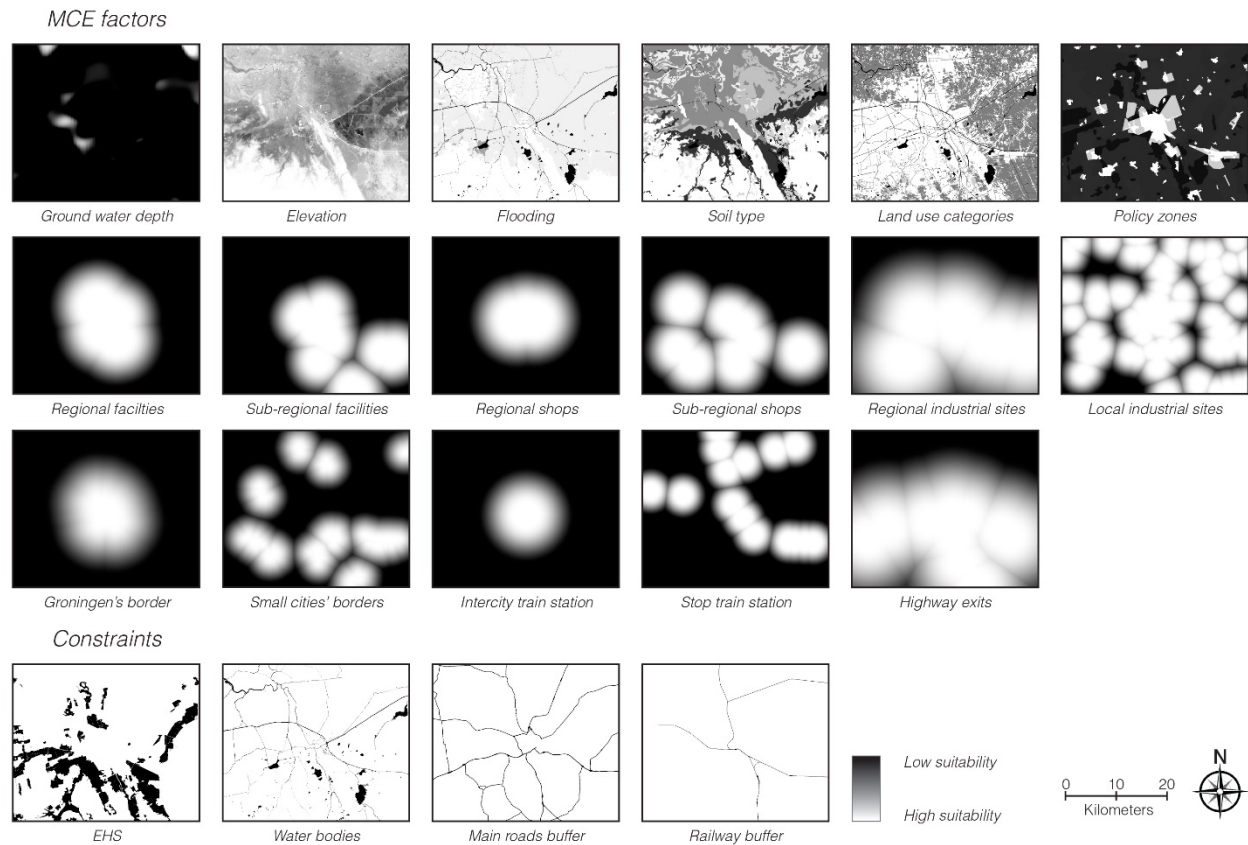 MCE factors
Ground water depth
Elevation
Flooding
Soil type
Land use categories
Policy zones
Regional facilties
Sub-regional facilities
Regional shops
Sub-regional shops
Regional industrial sites
Local industrial sites
Groningen's border
Small cities' borders
Intercity train station
Stop train station
Highway exits
Constraints
EHS
Water bodies
Main roads buffer
Railway buffer
Low suitability
High suitability
0 10 20
Kilometers
N